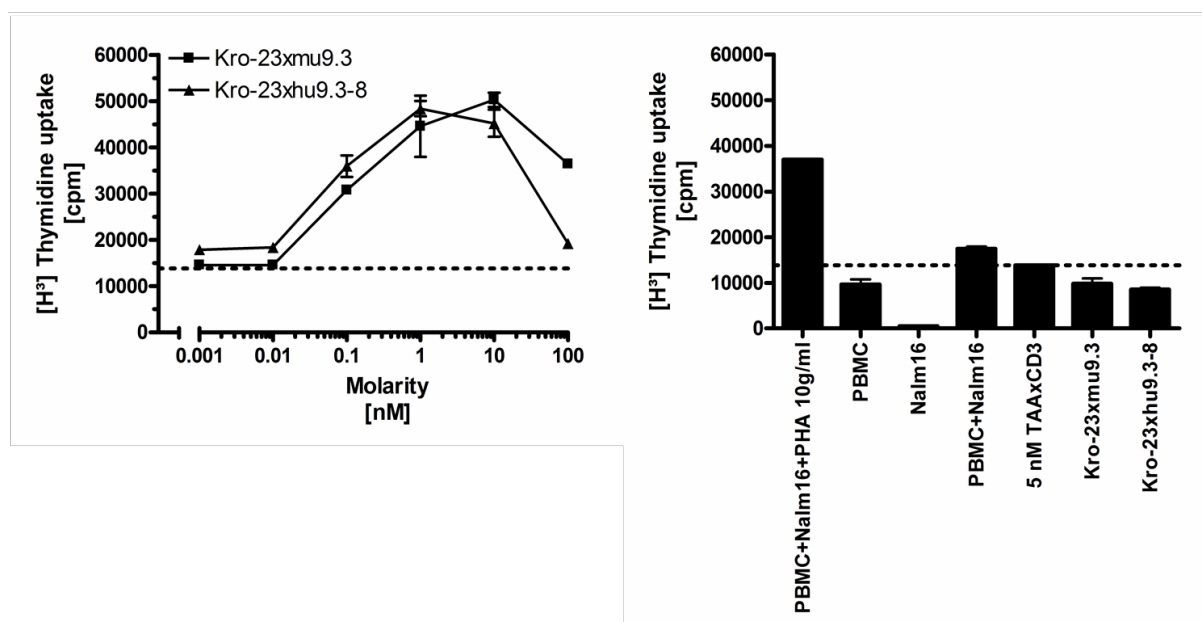 60000
50000
40000
30000
20000
10000
0
[H³] Thymidine uptake
[cpm]
Kro-23xmu9.3
Kro-23xhu9.3-8
0.001 0.01 0.1 1 10 100
Molarity
[nM]
60000
50000
40000
30000
20000
10000
0
[H³] Thymidine uptake
[cpm]
PBMC+Nalm16+PHA 10g/ml
PBMC
Nalm16
PBMC+Nalm16
5 nM TAAxCD3
Kro-23xmu9.3
Kro-23xhu9.3-8